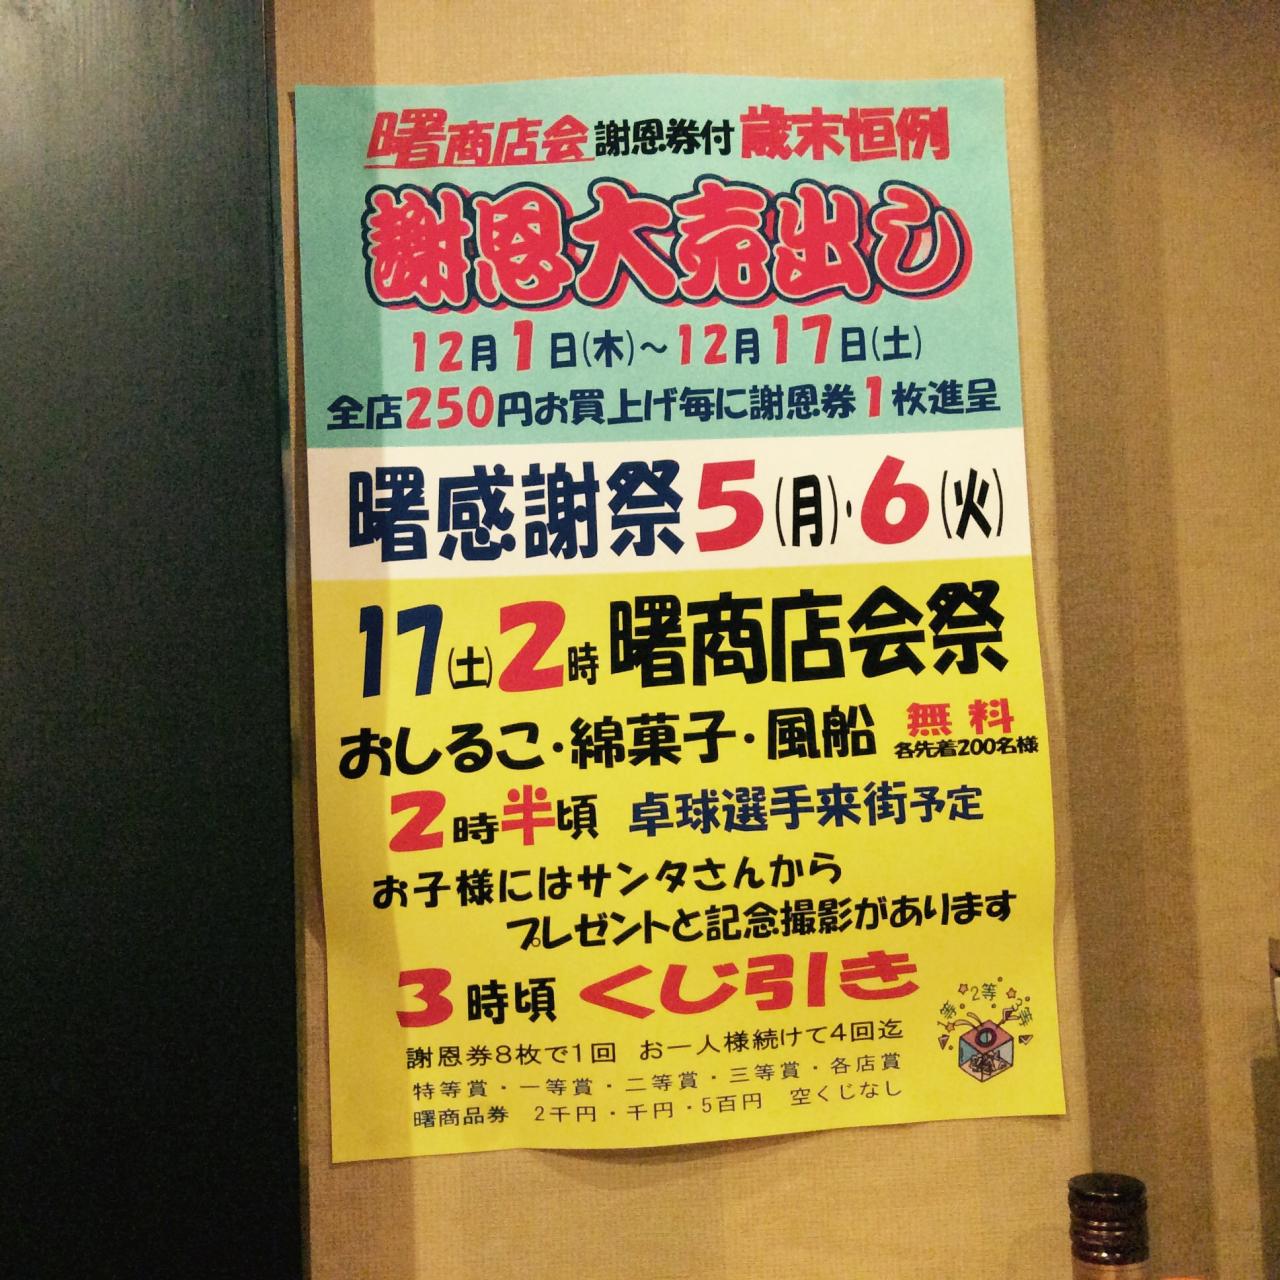 曙商店会 謝恩券付 歳末恒例
謝恩大売出し
12月1日(木)～12月17日(土)
全店250円お買上げ毎に謝恩券1枚進呈
曙感謝祭5(月)・6(火)
17(土)2時 曙商店会祭
おしるこ・綿菓子・風船 無料 各先着200名様
2時半頃 卓球選手来街予定
お子様にはサンタさんから
プレゼントと記念撮影があります
3時頃 くじ引き
1等 2等 3等
謝恩券8枚で1回 お一人様続けて4回迄
特等賞・一等賞・二等賞・三等賞・各店賞
曙商品券 2千円・千円・5百円 空くじなし